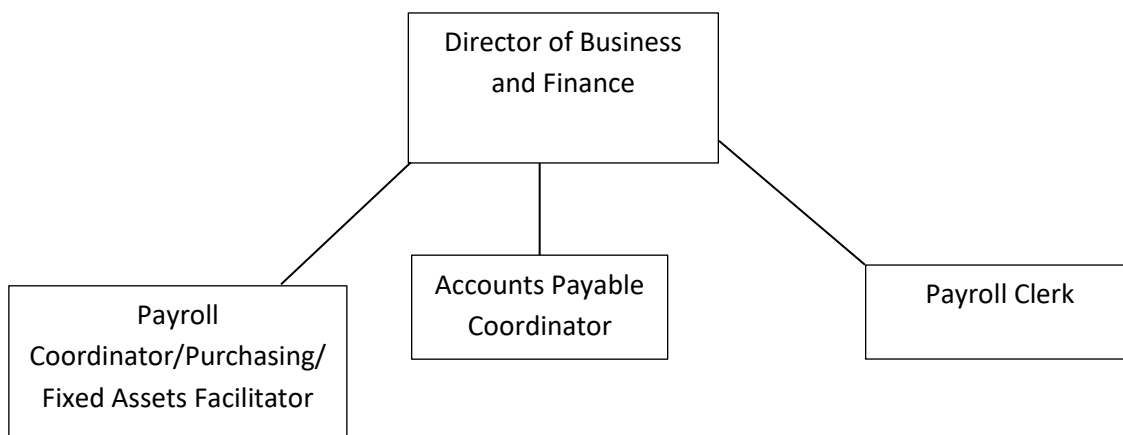 Director of Business
and Finance
Payroll
Coordinator/Purchasing/
Fixed Assets Facilitator
Accounts Payable
Coordinator
Payroll Clerk